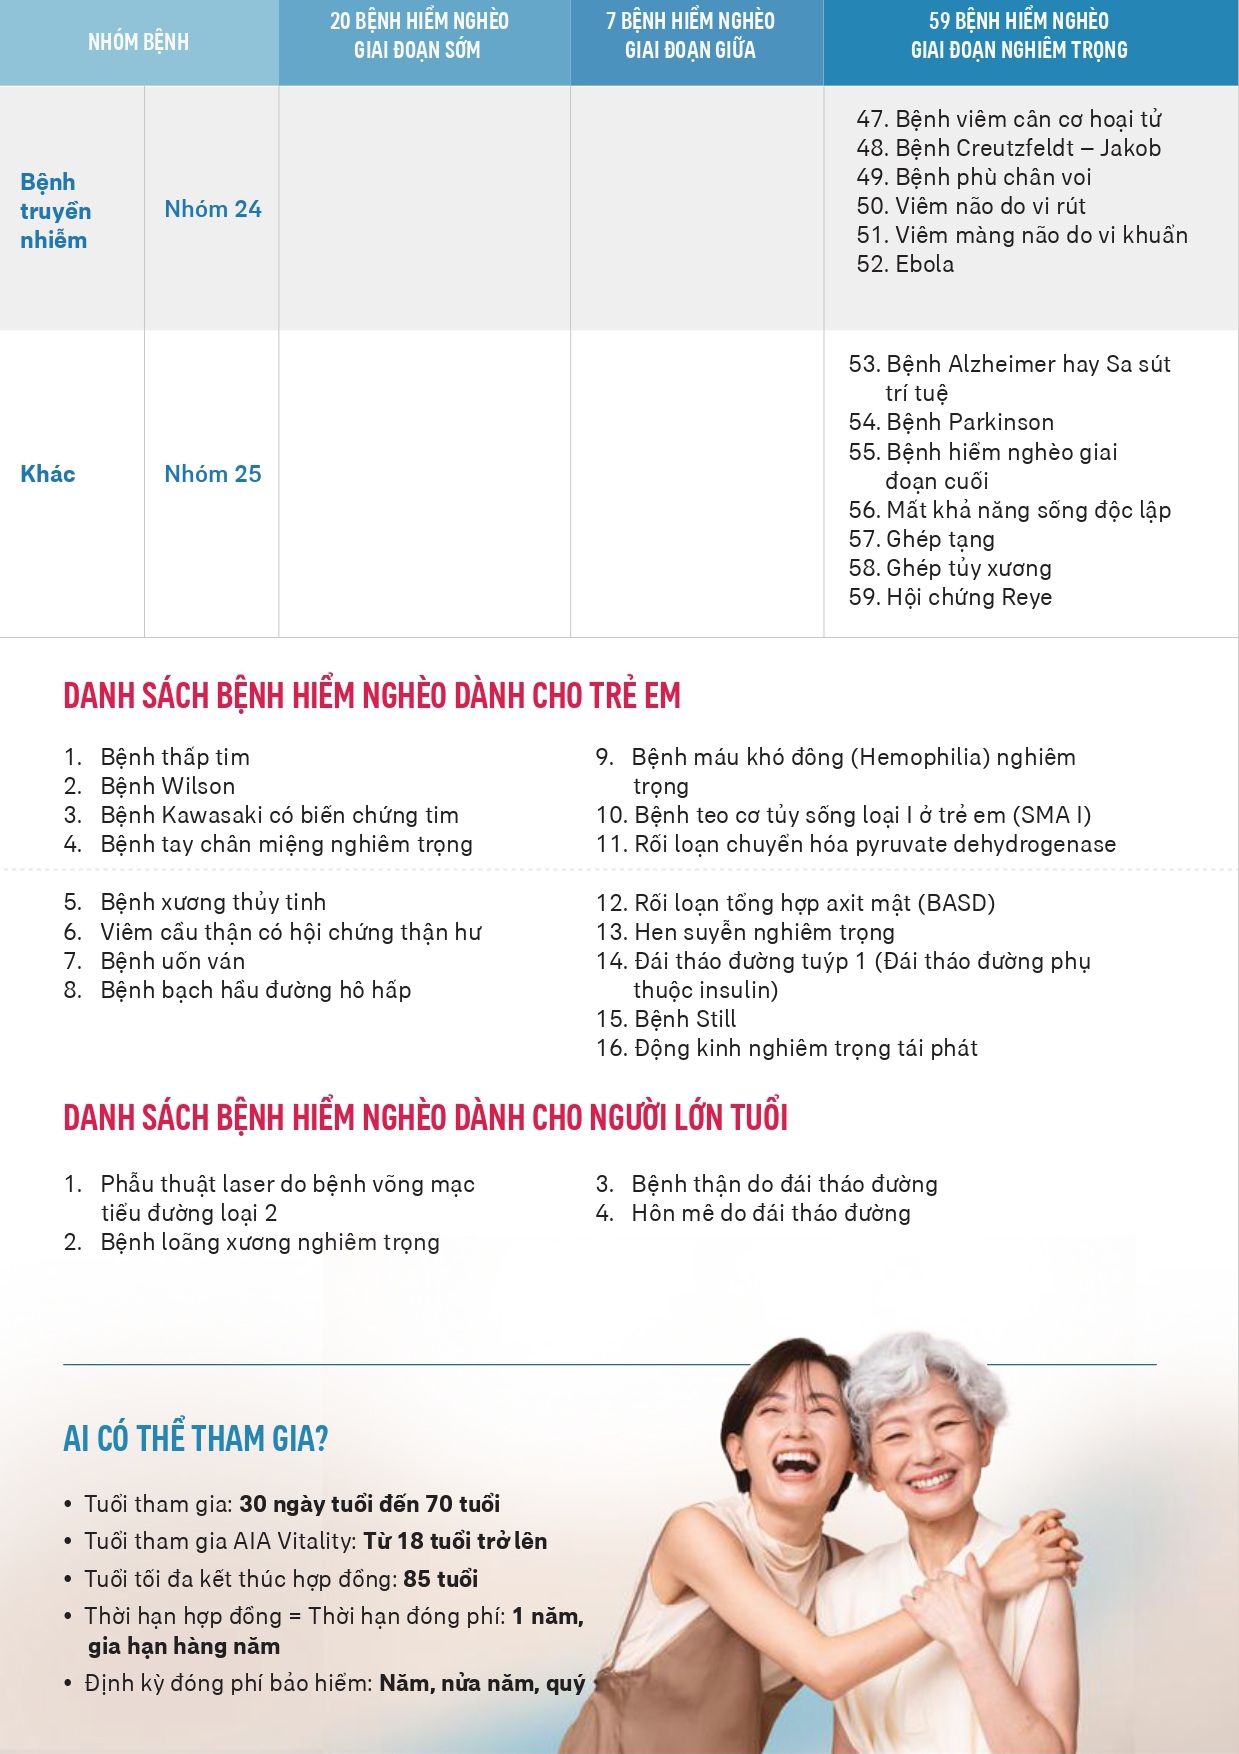 NHÓM BỆNH
20 BỆNH HIỂM NGHÈO
GIAI ĐOẠN SỚM
7 BỆNH HIỂM NGHÈO
GIAI ĐOẠN GIỮA
59 BỆNH HIỂM NGHÈO
GIAI ĐOẠN NGHIÊM TRỌNG
Bệnh
truyền
nhiễm
Nhóm 24
47. Bệnh viêm cân cơ hoại tử
48. Bệnh Creutzfeldt – Jakob
49. Bệnh phù chân voi
50. Viêm não do vi rút
51. Viêm màng não do vi khuẩn
52. Ebola
Khác
Nhóm 25
53. Bệnh Alzheimer hay Sa sút
trí tuệ
54. Bệnh Parkinson
55. Bệnh hiểm nghèo giai
đoạn cuối
56. Mất khả năng sống độc lập
57. Ghép tạng
58. Ghép tủy xương
59. Hội chứng Reye
DANH SÁCH BỆNH HIỂM NGHÈO DÀNH CHO TRẺ EM
1. Bệnh thấp tim
2. Bệnh Wilson
3. Bệnh Kawasaki có biến chứng tim
4. Bệnh tay chân miệng nghiêm trọng
5. Bệnh xương thủy tinh
6. Viêm cầu thận có hội chứng thận hư
7. Bệnh uốn ván
8. Bệnh bạch hầu đường hô hấp
9. Bệnh máu khó đông (Hemophilia) nghiêm
trọng
10. Bệnh teo cơ tủy sống loại I ở trẻ em (SMA I)
11. Rối loạn chuyển hóa pyruvate dehydrogenase
12. Rối loạn tổng hợp axit mật (BASD)
13. Hen suyễn nghiêm trọng
14. Đái tháo đường tuýp 1 (Đái tháo đường phụ
thuộc insulin)
15. Bệnh Still
16. Động kinh nghiêm trọng tái phát
DANH SÁCH BỆNH HIỂM NGHÈO DÀNH CHO NGƯỜI LỚN TUỔI
1. Phẫu thuật laser do bệnh võng mạc
tiểu đường loại 2
2. Bệnh loãng xương nghiêm trọng
3. Bệnh thận do đái tháo đường
4. Hôn mê do đái tháo đường
AI CÓ THỂ THAM GIA?
• Tuổi tham gia: 30 ngày tuổi đến 70 tuổi
• Tuổi tham gia AIA Vitality: Từ 18 tuổi trở lên
• Tuổi tối đa kết thúc hợp đồng: 85 tuổi
• Thời hạn hợp đồng = Thời hạn đóng phí: 1 năm,
gia hạn hàng năm
• Định kỳ đóng phí bảo hiểm: Năm, nửa năm, quý